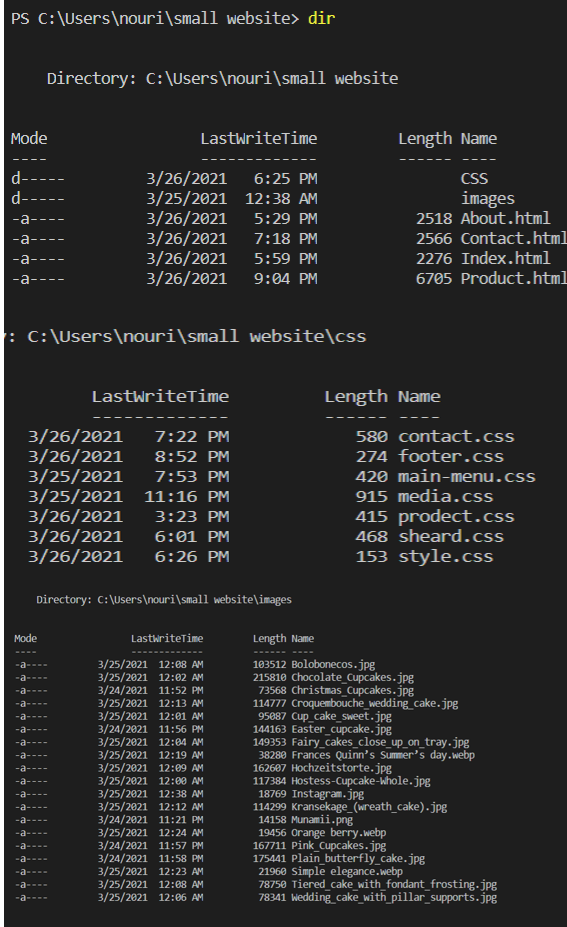 PS C:\Users\nouri\small website> dir
Directory: C:\Users\nouri\small website
Mode LastWriteTime Length Name
---- ------------- ------ ----
d----- 3/26/2021 6:25 PM CSS
d----- 3/25/2021 12:38 AM images
-a---- 3/26/2021 5:29 PM 2518 About.html
-a---- 3/26/2021 7:18 PM 2566 Contact.html
-a---- 3/26/2021 5:59 PM 2276 Index.html
-a---- 3/26/2021 9:04 PM 6705 Product.html
: C:\Users\nouri\small website\css
LastWriteTime Length Name
------------- ------ ----
3/26/2021 7:22 PM 580 contact.css
3/26/2021 8:52 PM 274 footer.css
3/25/2021 7:53 PM 420 main-menu.css
3/25/2021 11:16 PM 915 media.css
3/26/2021 3:23 PM 415 prodect.css
3/26/2021 6:01 PM 468 sheard.css
3/26/2021 6:26 PM 153 style.css
Directory: C:\Users\nouri\small website\images
Mode LastWriteTime Length Name
---- ------------- ------ ----
-a---- 3/25/2021 12:08 AM 103512 Bolobonecos.jpg
-a---- 3/25/2021 12:02 AM 215810 Chocolate_Cupcakes.jpg
-a---- 3/24/2021 11:52 PM 73568 Christmas_Cupcakes.jpg
-a---- 3/25/2021 12:13 AM 114777 Croquembouche_wedding_cake.jpg
-a---- 3/25/2021 12:01 AM 95087 Cup_cake_sweet.jpg
-a---- 3/24/2021 11:56 PM 144163 Easter_cupcake.jpg
-a---- 3/25/2021 12:04 AM 149353 Fairy_cakes_close_up_on_tray.jpg
-a---- 3/25/2021 12:19 AM 38280 Frances Quinn’s Summer’s day.webp
-a---- 3/25/2021 12:09 AM 162607 Hochzeitstorte.jpg
-a---- 3/25/2021 12:00 AM 117384 Hostess-Cupcake-Whole.jpg
-a---- 3/25/2021 12:38 AM 18769 Instagram.jpg
-a---- 3/25/2021 12:12 AM 114299 Kransekage_(wreath_cake).jpg
-a---- 3/24/2021 11:21 PM 14158 Munamii.png
-a---- 3/25/2021 12:24 AM 19456 Orange berry.webp
-a---- 3/24/2021 11:57 PM 167711 Pink_Cupcakes.jpg
-a---- 3/24/2021 11:58 PM 175441 Plain_butterfly_cake.jpg
-a---- 3/25/2021 12:23 AM 21960 Simple elegance.webp
-a---- 3/25/2021 12:08 AM 78750 Tiered_cake_with_fondant_frosting.jpg
-a---- 3/25/2021 12:06 AM 78341 Wedding_cake_with_pillar_supports.jpg